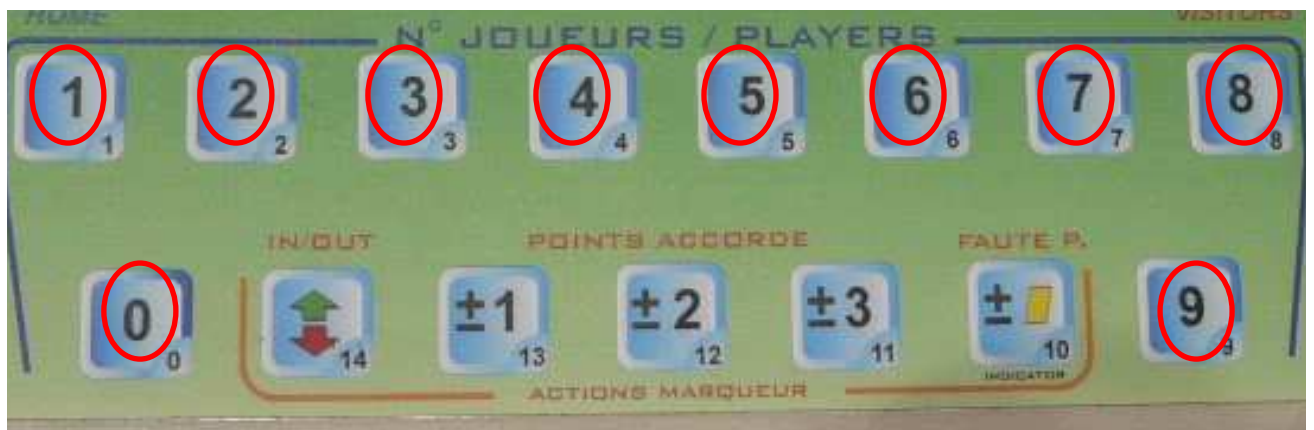 HOME VISITORS
N° JOUEURS / PLAYERS
1 2 3 4 5 6 7 8
1 2 3 4 5 6 7 8
IN/OUT POINTS ACCORDE FAUTE P.
0 ±1 ±2 ±3 ± 9
0 14 13 12 11 10 9
INDICATOR
ACTIONS MARQUEUR